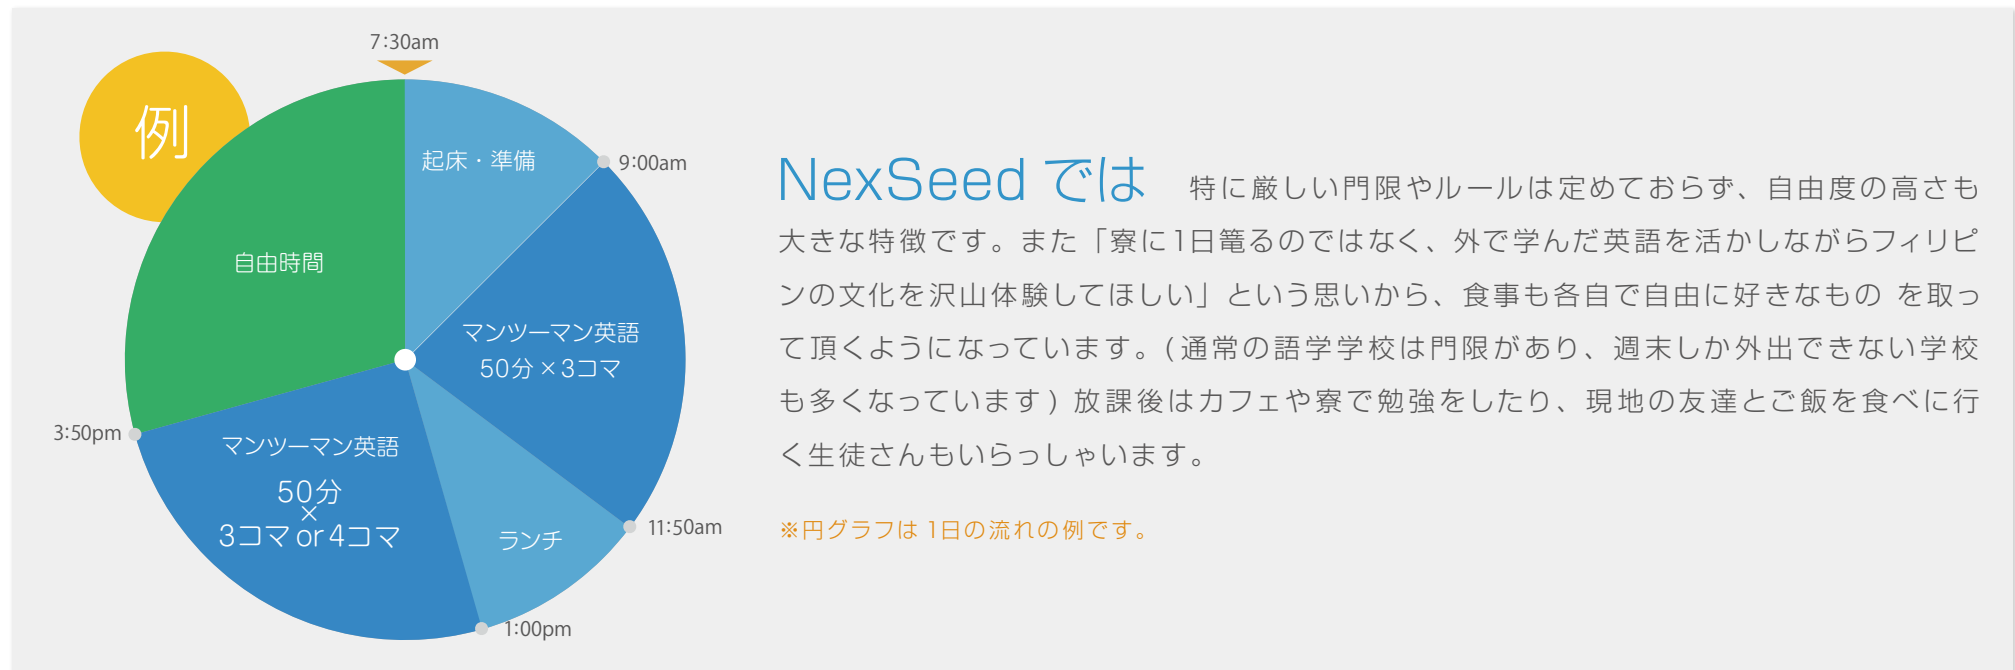 7:30am
例
起床・準備
9:00am
自由時間
マンツーマン英語
50分×3コマ
3:50pm
マンツーマン英語
50分
×
3コマor4コマ
ランチ
11:50am
1:00pm
NexSeed では 特に厳しい門限やルールは定めておらず、自由度の高さも
大きな特徴です。また「寮に1日篭るのではなく、外で学んだ英語を活かしながらフィリピ
ンの文化を沢山体験してほしい」という思いから、食事も各自で自由に好きなもの を取っ
て頂くようになっています。(通常の語学学校は門限があり、週末しか外出できない学校
も多くなっています) 放課後はカフェや寮で勉強をしたり、現地の友達とご飯を食べに行
く生徒さんもいらっしゃいます。
※円グラフは 1日の流れの例です。